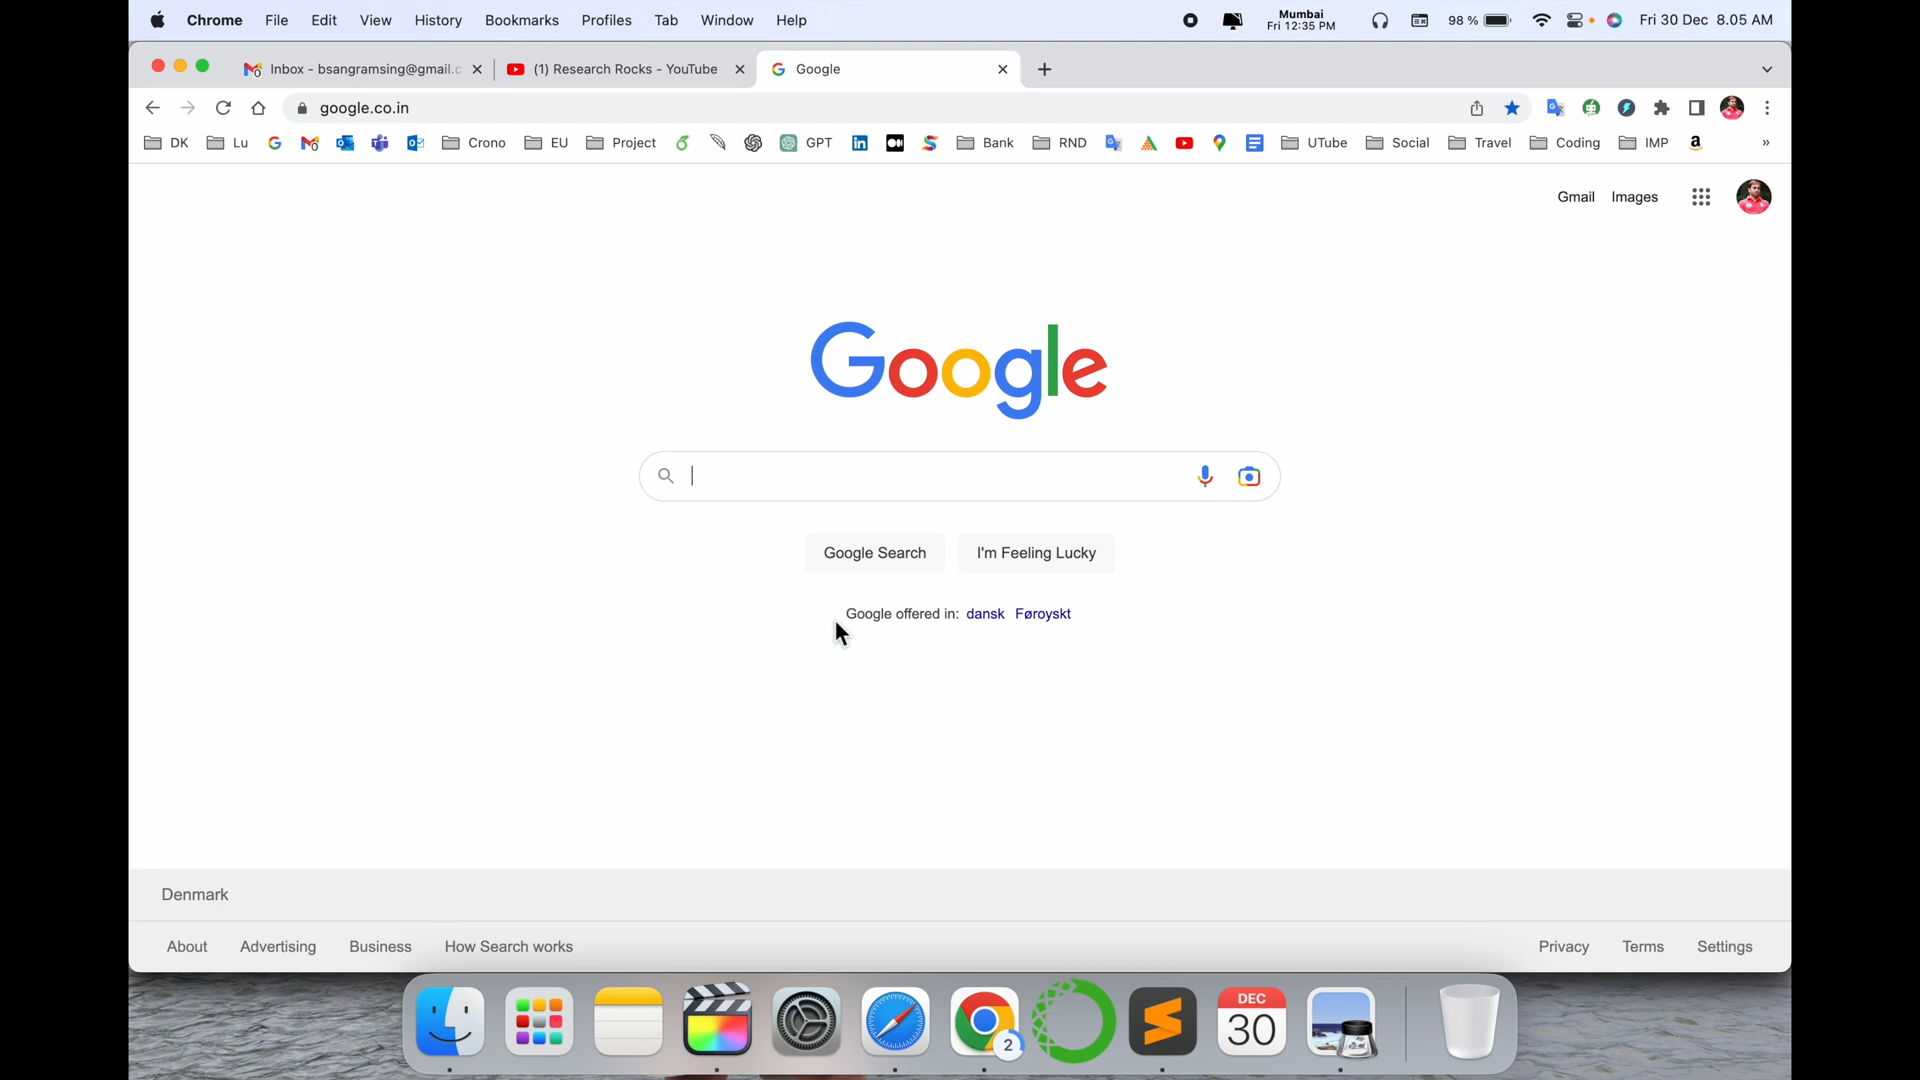 Chrome File Edit View History Bookmarks Profiles Tab Window Help Mumbai Fri 12:35 PM 98 % Fri 30 Dec 8.05 AM
Inbox - bsangramsing@gmail.c (1) Research Rocks - YouTube Google
google.co.in
DK Lu Crono EU Project GPT Bank RND UTube Social Travel Coding IMP »
Gmail Images
Google
Google Search I'm Feeling Lucky
Google offered in: dansk Føroyskt
Denmark
About Advertising Business How Search works Privacy Terms Settings
2 DEC 30